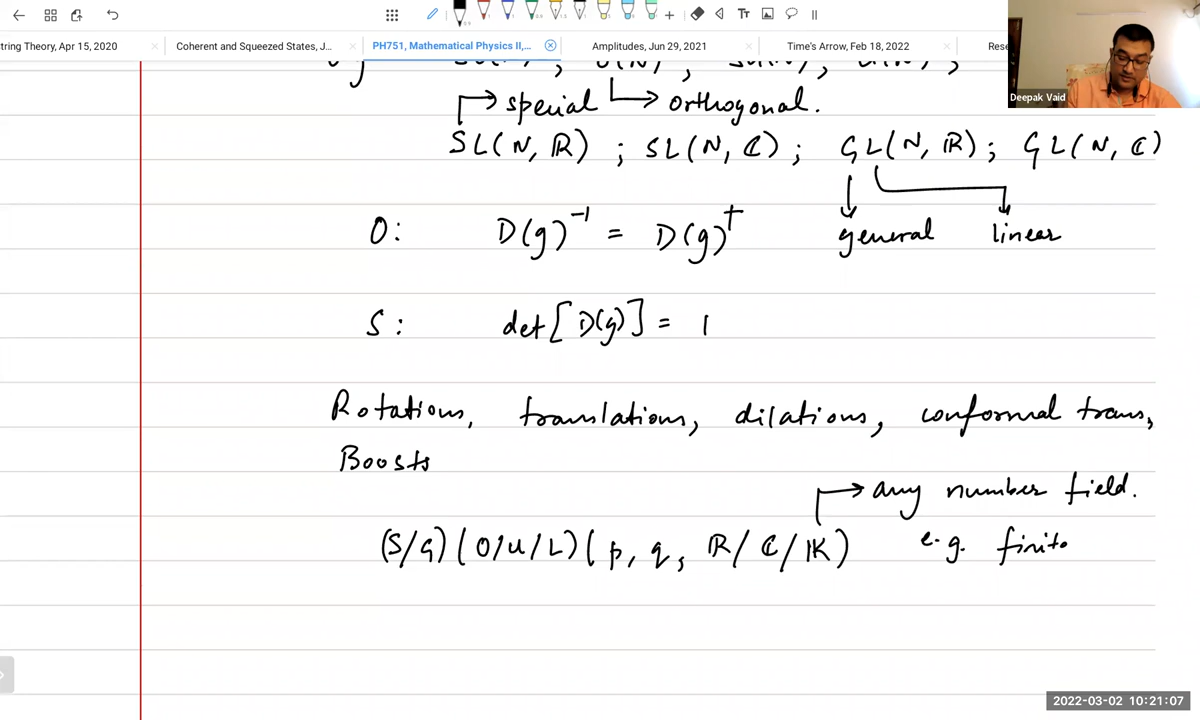 tring Theory, Apr 15, 2020 Coherent and Squeezed States, J... PH751, Mathematical Physics II,... Amplitudes, Jun 29, 2021 Time's Arrow, Feb 18, 2022 Rese
Deepak Vaid
special orthogonal.
SL(N, ℝ) ; SL(N, ℂ) ; GL(N, ℝ) ; GL(N, ℂ)
O: D(g)⁻¹ = D(g)† general linear
S: det[D(g)] = 1
Rotations, translations, dilations, conformal trans,
Boosts
any number field.
(S/G)(O/U/L)(p, q, ℝ/ℂ/𝕂) e.g. finite
2022-03-02 10:21:07